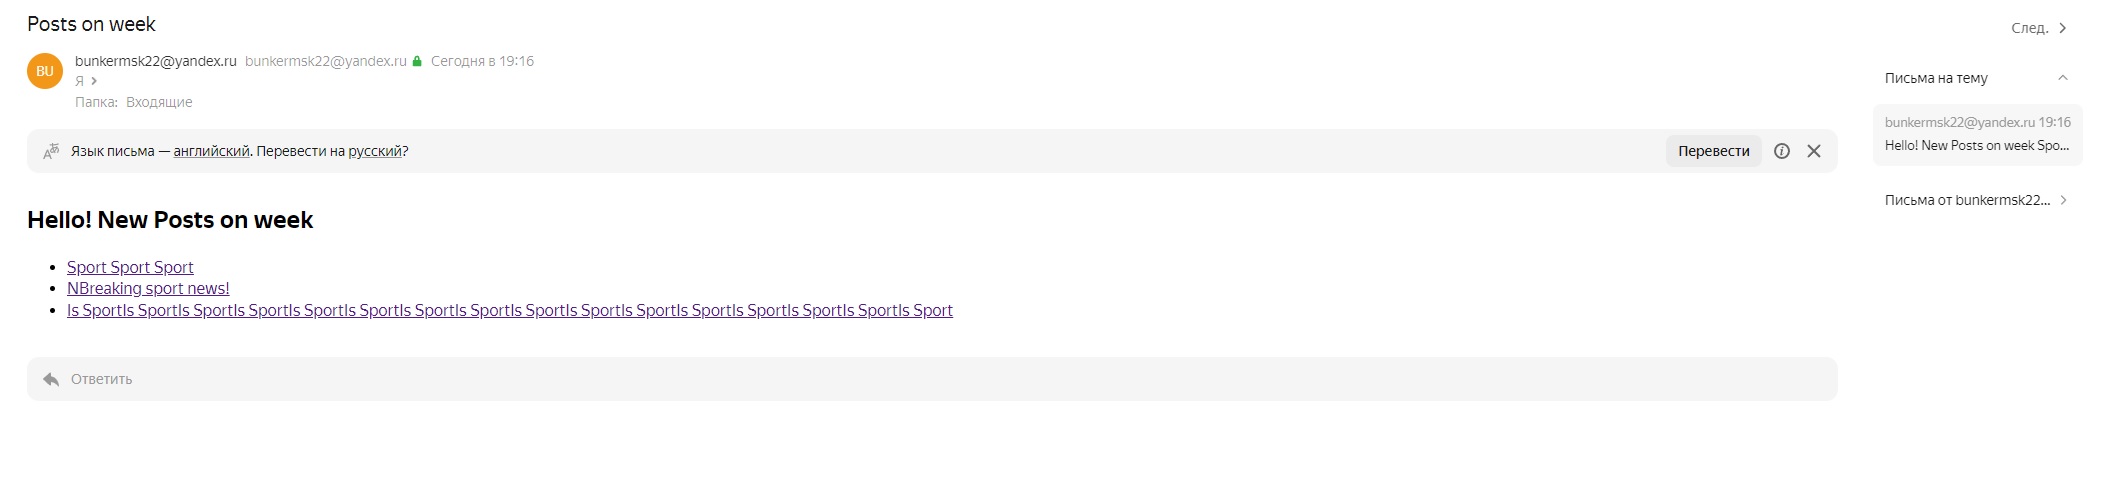 Posts on week
След.
BU
bunkermsk22@yandex.ru bunkermsk22@yandex.ru Сегодня в 19:16
Я
Папка: Входящие
Письма на тему
bunkermsk22@yandex.ru 19:16
Hello! New Posts on week Spo...
Письма от bunkermsk22...
Язык письма — английский. Перевести на русский?
Перевести
Hello! New Posts on week
Sport Sport Sport
NBreaking sport news!
Is SportIs SportIs SportIs SportIs SportIs SportIs SportIs SportIs SportIs SportIs SportIs SportIs SportIs SportIs SportIs Sport
Ответить